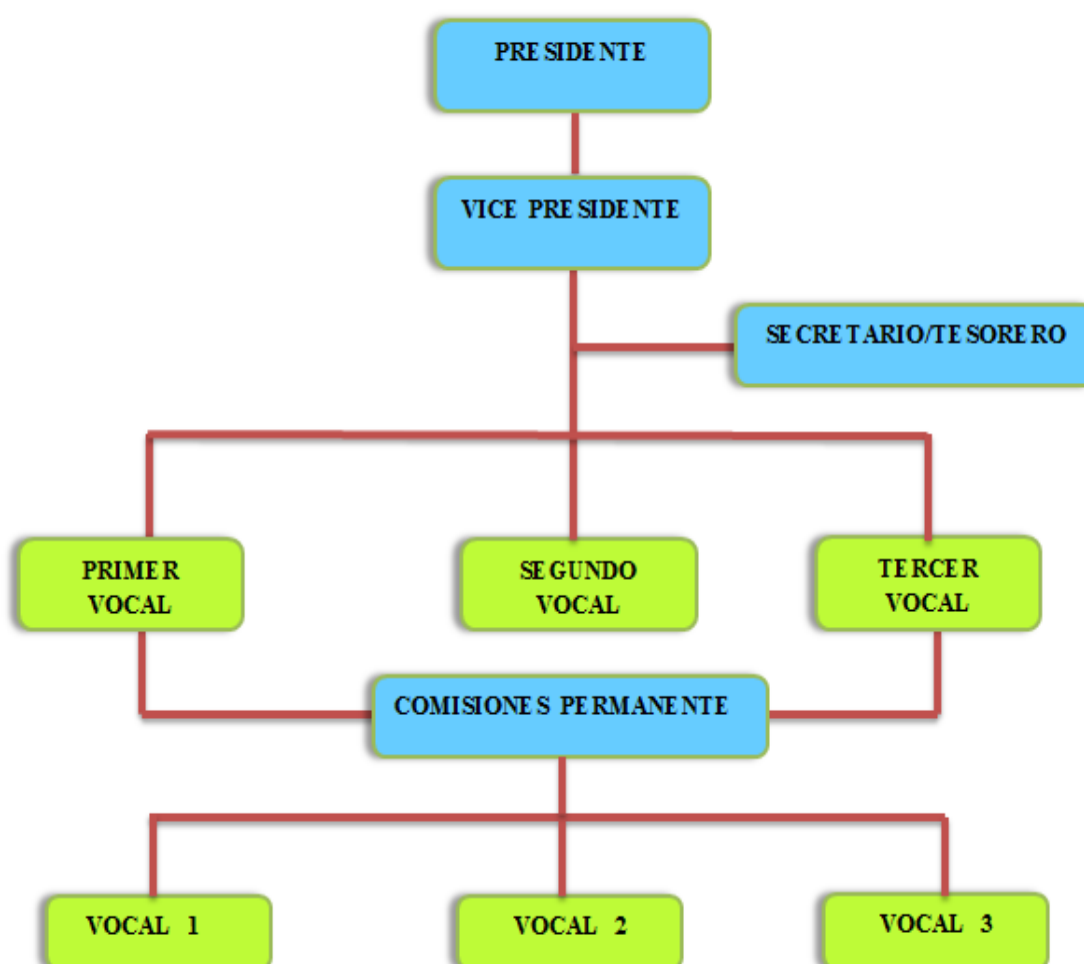 PRESIDENTE
VICE PRESIDENTE
SECRETARIO/TESORERO
PRIMER
VOCAL
SEGUNDO
VOCAL
TERCER
VOCAL
COMISIONES PERMANENTE
VOCAL 1
VOCAL 2
VOCAL 3